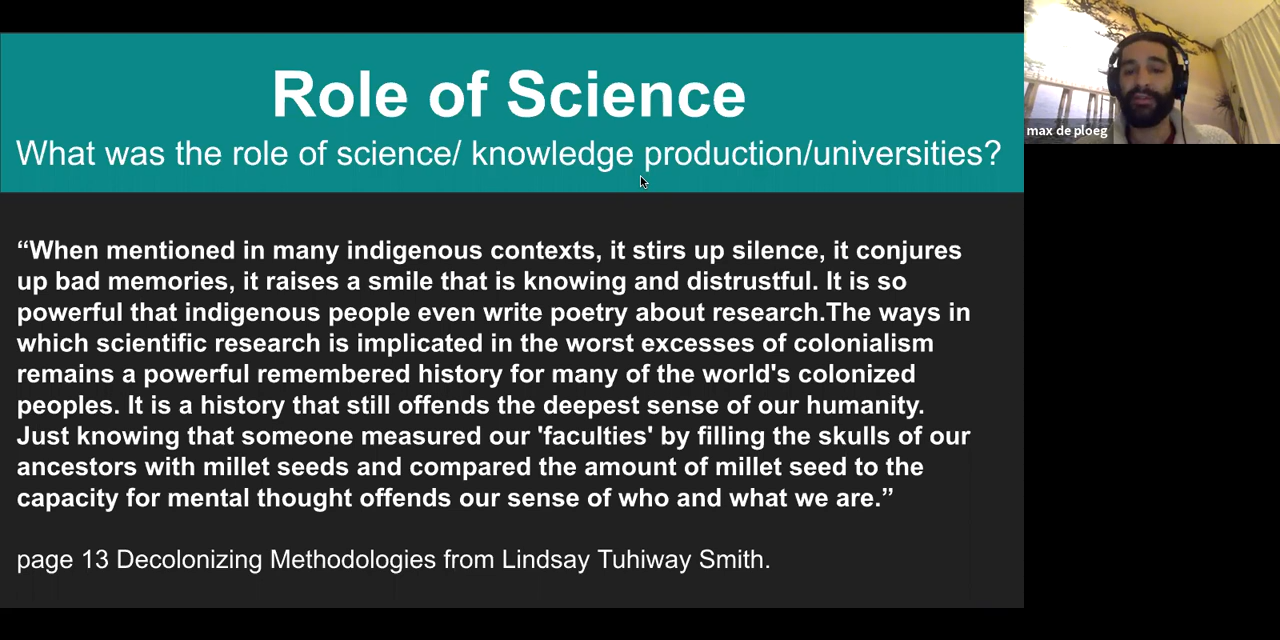 Role of Science
What was the role of science/ knowledge production/universities?
“When mentioned in many indigenous contexts, it stirs up silence, it conjures
up bad memories, it raises a smile that is knowing and distrustful. It is so
powerful that indigenous people even write poetry about research.The ways in
which scientific research is implicated in the worst excesses of colonialism
remains a powerful remembered history for many of the world's colonized
peoples. It is a history that still offends the deepest sense of our humanity.
Just knowing that someone measured our 'faculties' by filling the skulls of our
ancestors with millet seeds and compared the amount of millet seed to the
capacity for mental thought offends our sense of who and what we are.”
page 13 Decolonizing Methodologies from Lindsay Tuhiway Smith.
max de ploeg